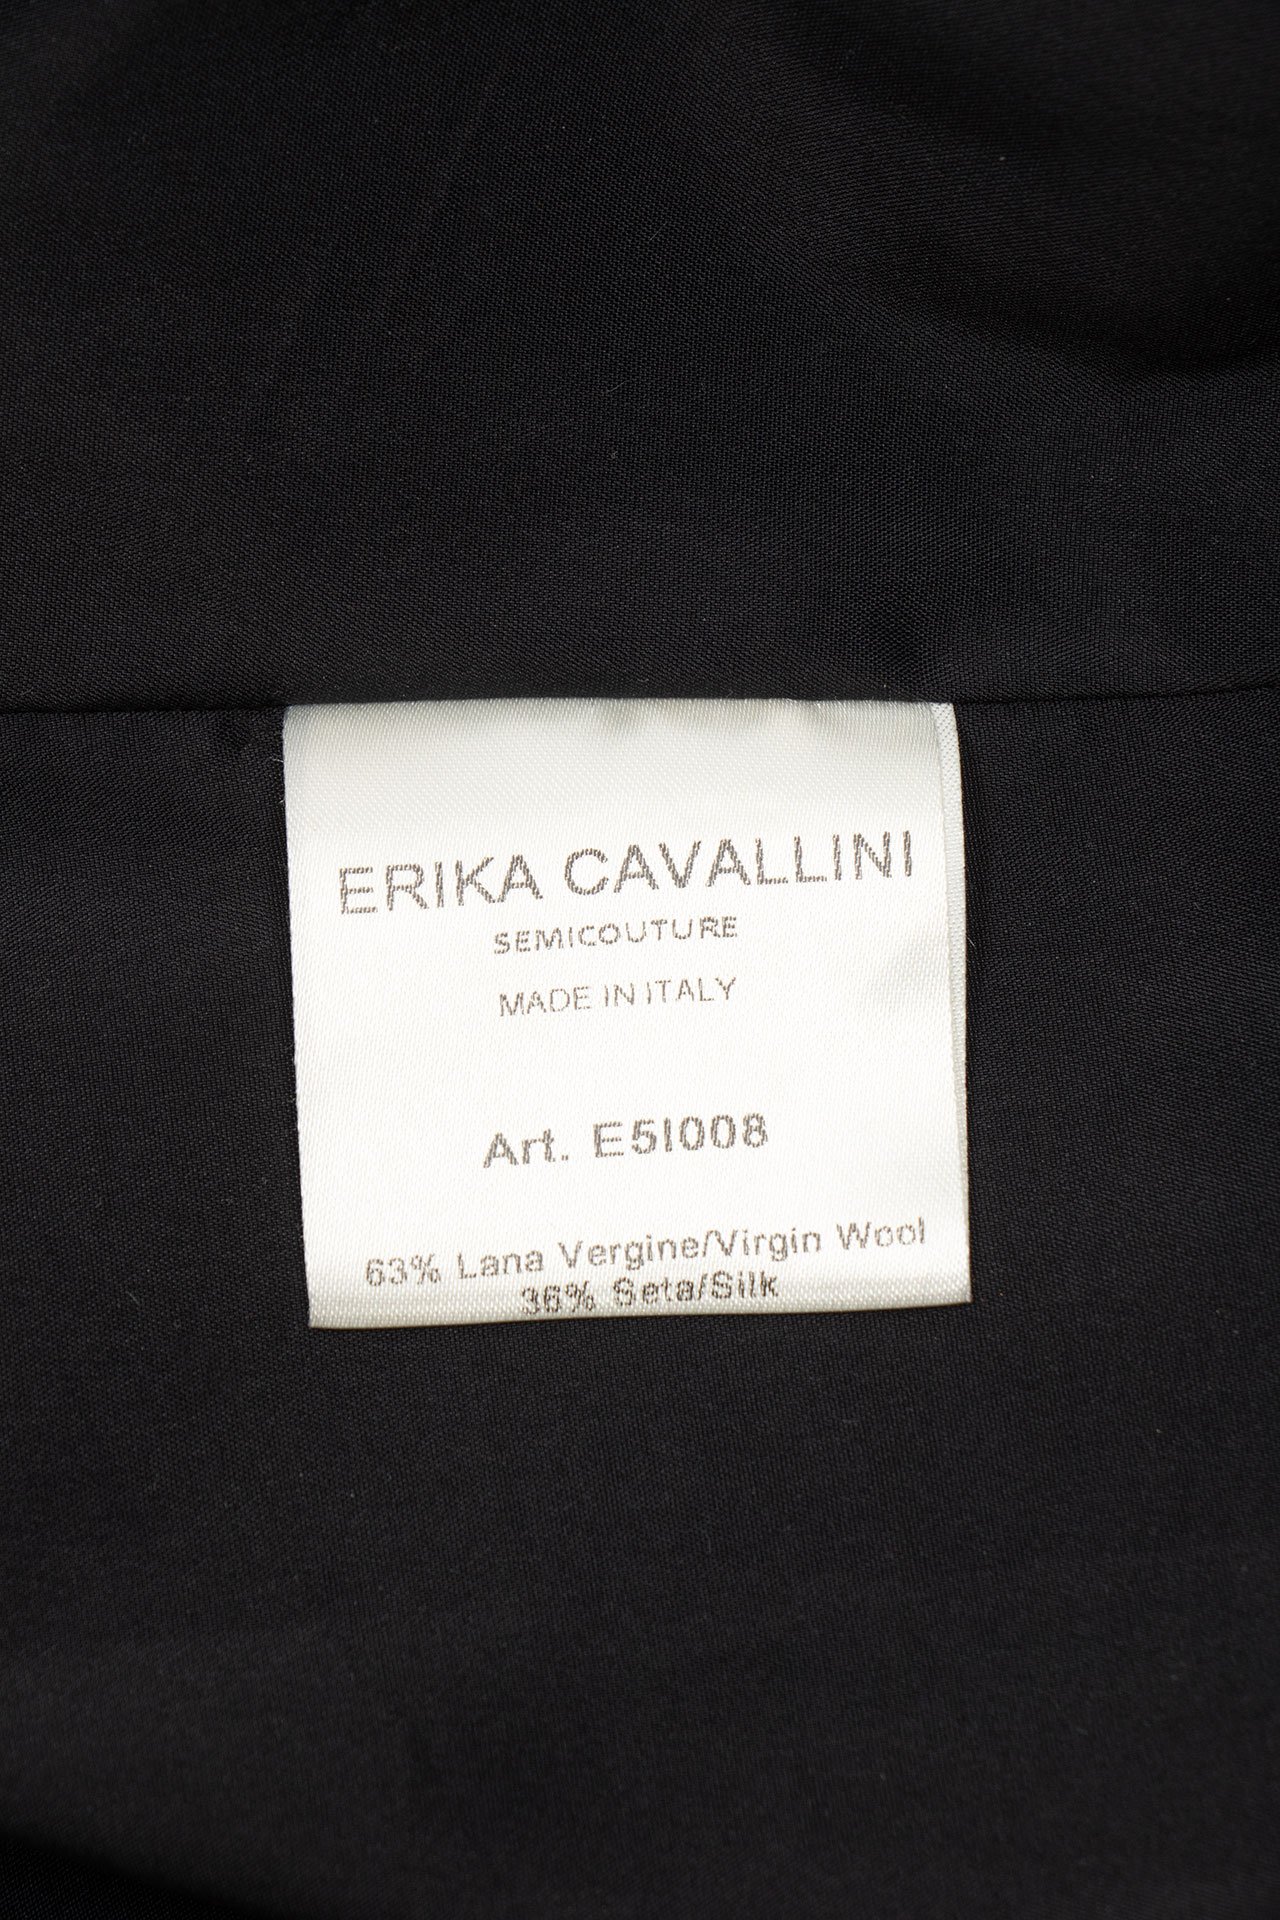 ERIKA CAVALLINI
SEMICOUTURE
MADE IN ITALY
Art. E5I008
63% Lana Vergine/Virgin Wool
36% Seta/Silk